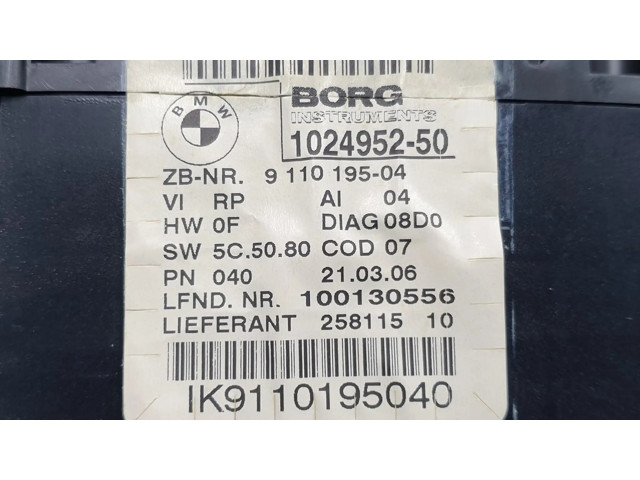 BMW
BORG
INSTRUMENTS
1024952-50
ZB-NR. 9 110 195-04
VI RP AI 04
HW 0F DIAG 08D0
SW 5C.50.80 COD 07
PN 040 21.03.06
LFND. NR. 100130556
LIEFERANT 258115 10
IK9110195040